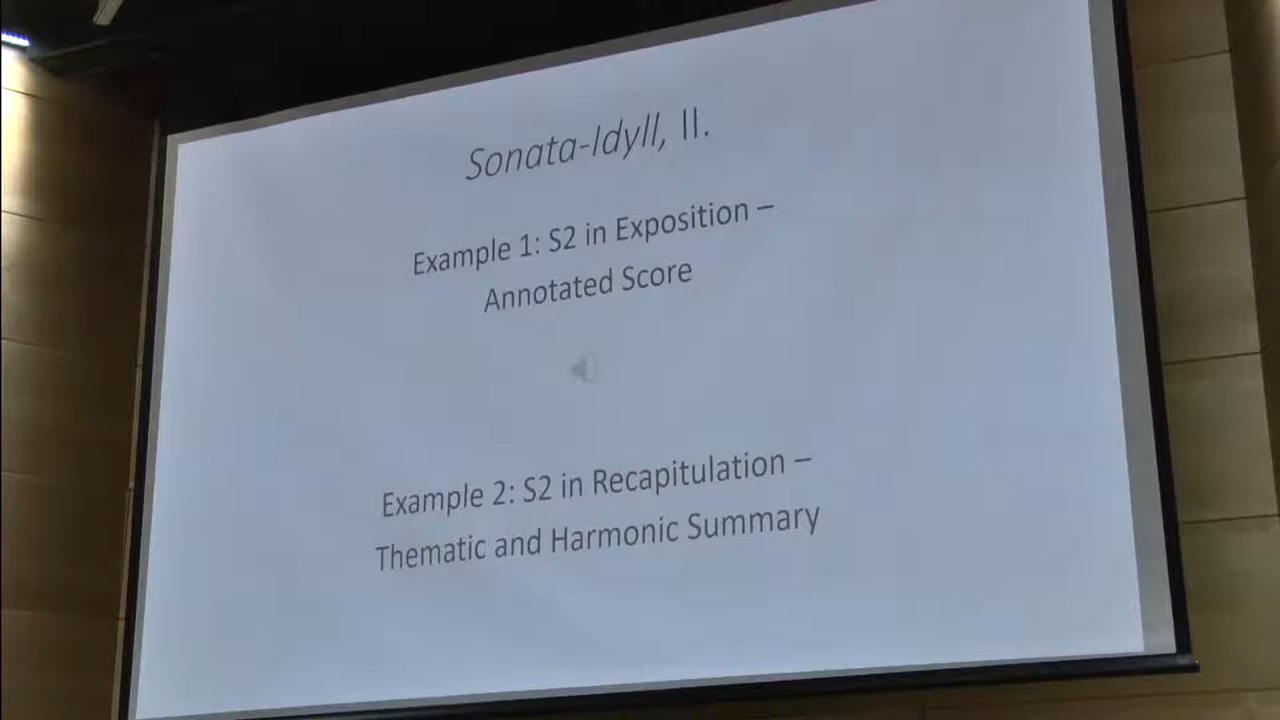 Sonata-Idyll, II.
Example 1: S2 in Exposition –
Annotated Score
Example 2: S2 in Recapitulation –
Thematic and Harmonic Summary